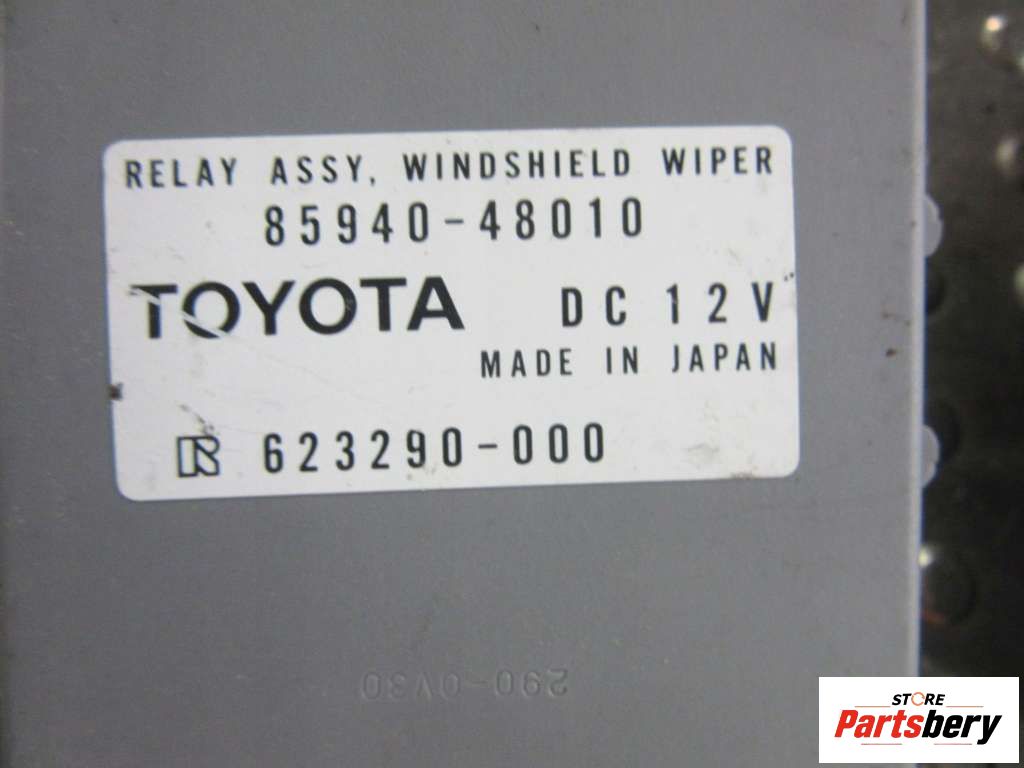 RELAY ASSY, WINDSHIELD WIPER
85940-48010
TOYOTA DC 12V
MADE IN JAPAN
R 623290-000
290-0V30
STORE
Partsbery